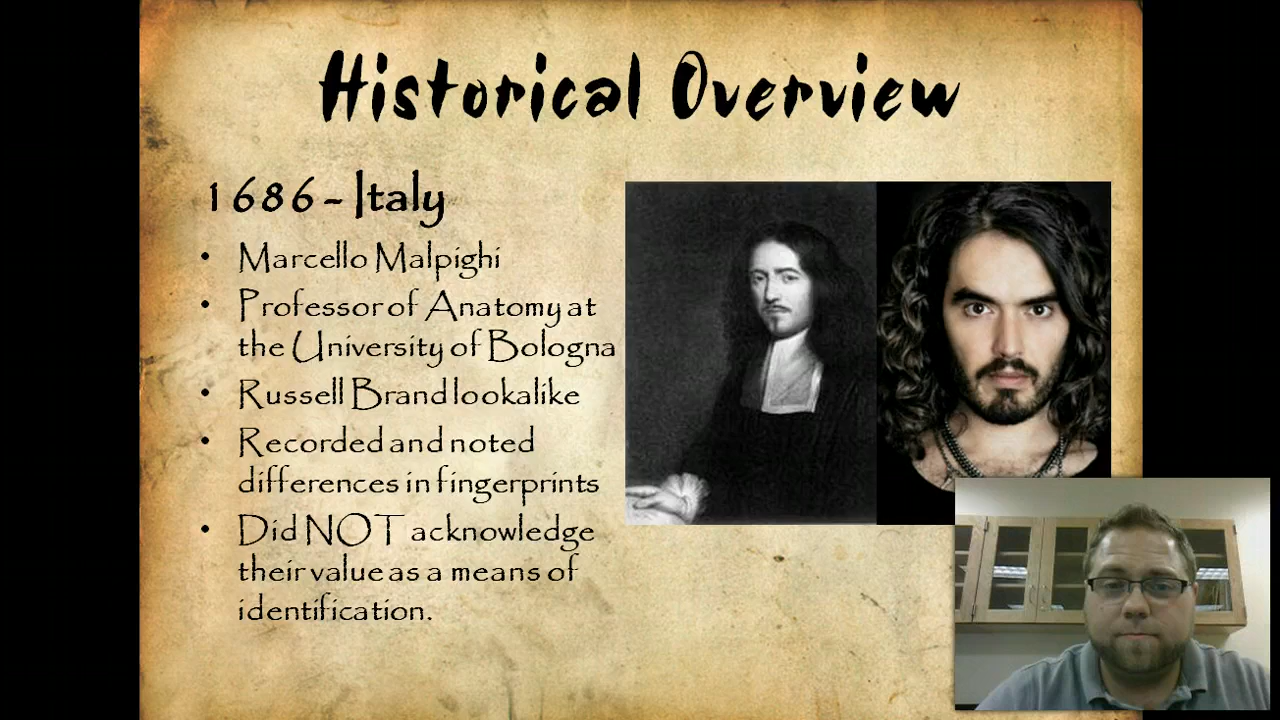 Historical Overview
1686 - Italy
• Marcello Malpighi
• Professor of Anatomy at
the University of Bologna
• Russell Brand lookalike
• Recorded and noted
differences in fingerprints
• Did NOT acknowledge
their value as a means of
identification.